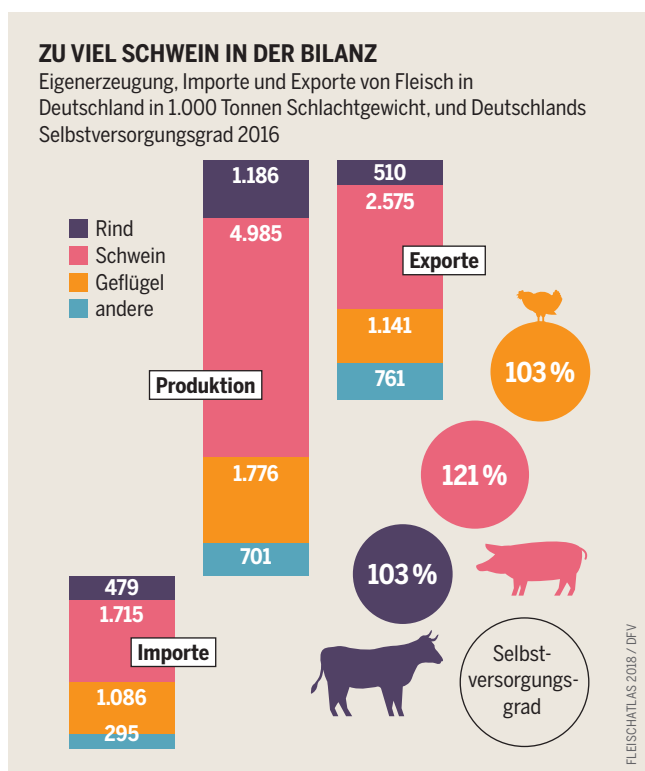 ZU VIEL SCHWEIN IN DER BILANZ
Eigenerzeugung, Importe und Exporte von Fleisch in
Deutschland in 1.000 Tonnen Schlachtgewicht, und Deutschlands
Selbstversorgungsgrad 2016
Rind
Schwein
Geflügel
andere
1.186
4.985
Produktion
1.776
701
510
2.575
Exporte
1.141
761
479
1.715
Importe
1.086
295
103 %
121 %
103 %
Selbst-
versorgungs-
grad
FLEISCHATLAS 2018 / DFV